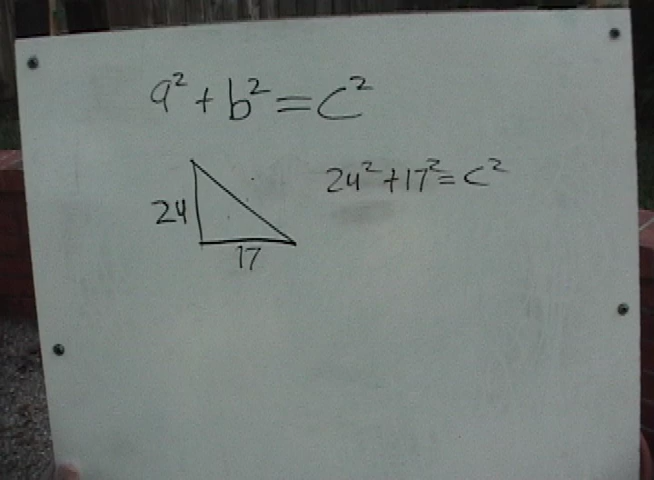 a² + b² = c²
24² + 17² = c²
24
17